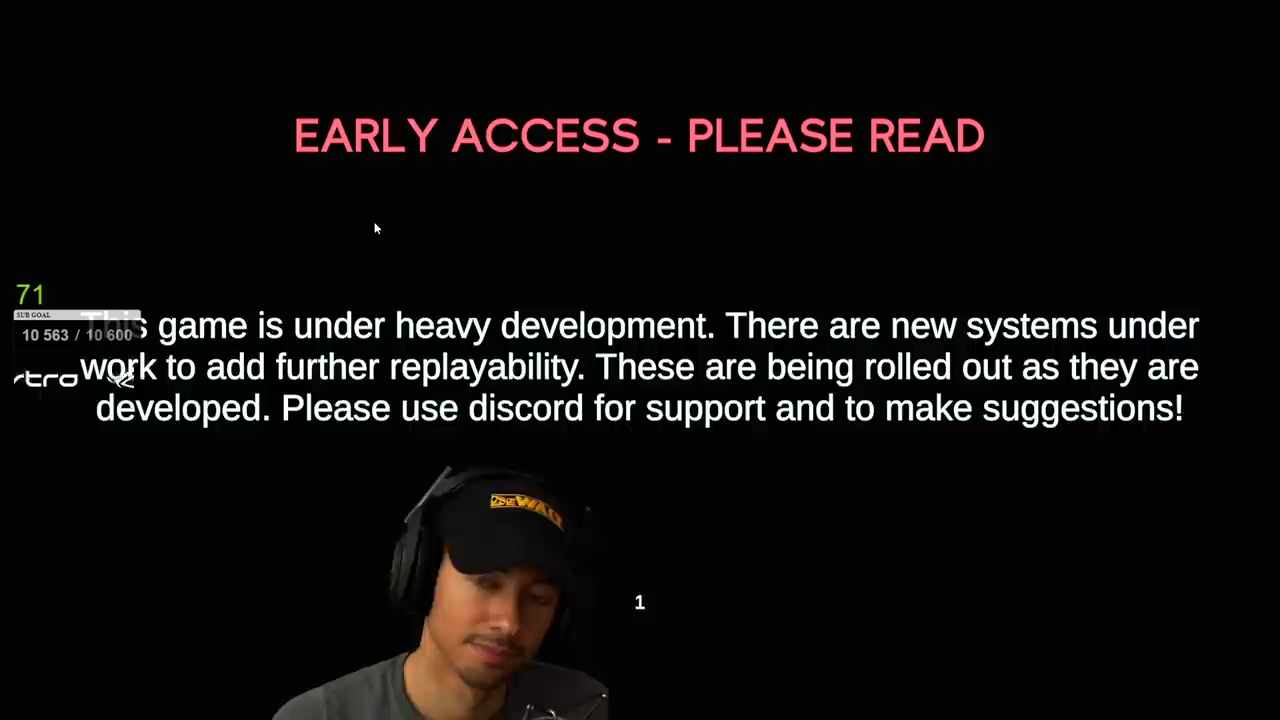 EARLY ACCESS - PLEASE READ
71
SUB GOAL
10 563 / 10 600
This game is under heavy development. There are new systems under
work to add further replayability. These are being rolled out as they are
developed. Please use discord for support and to make suggestions!
DEWALT
1